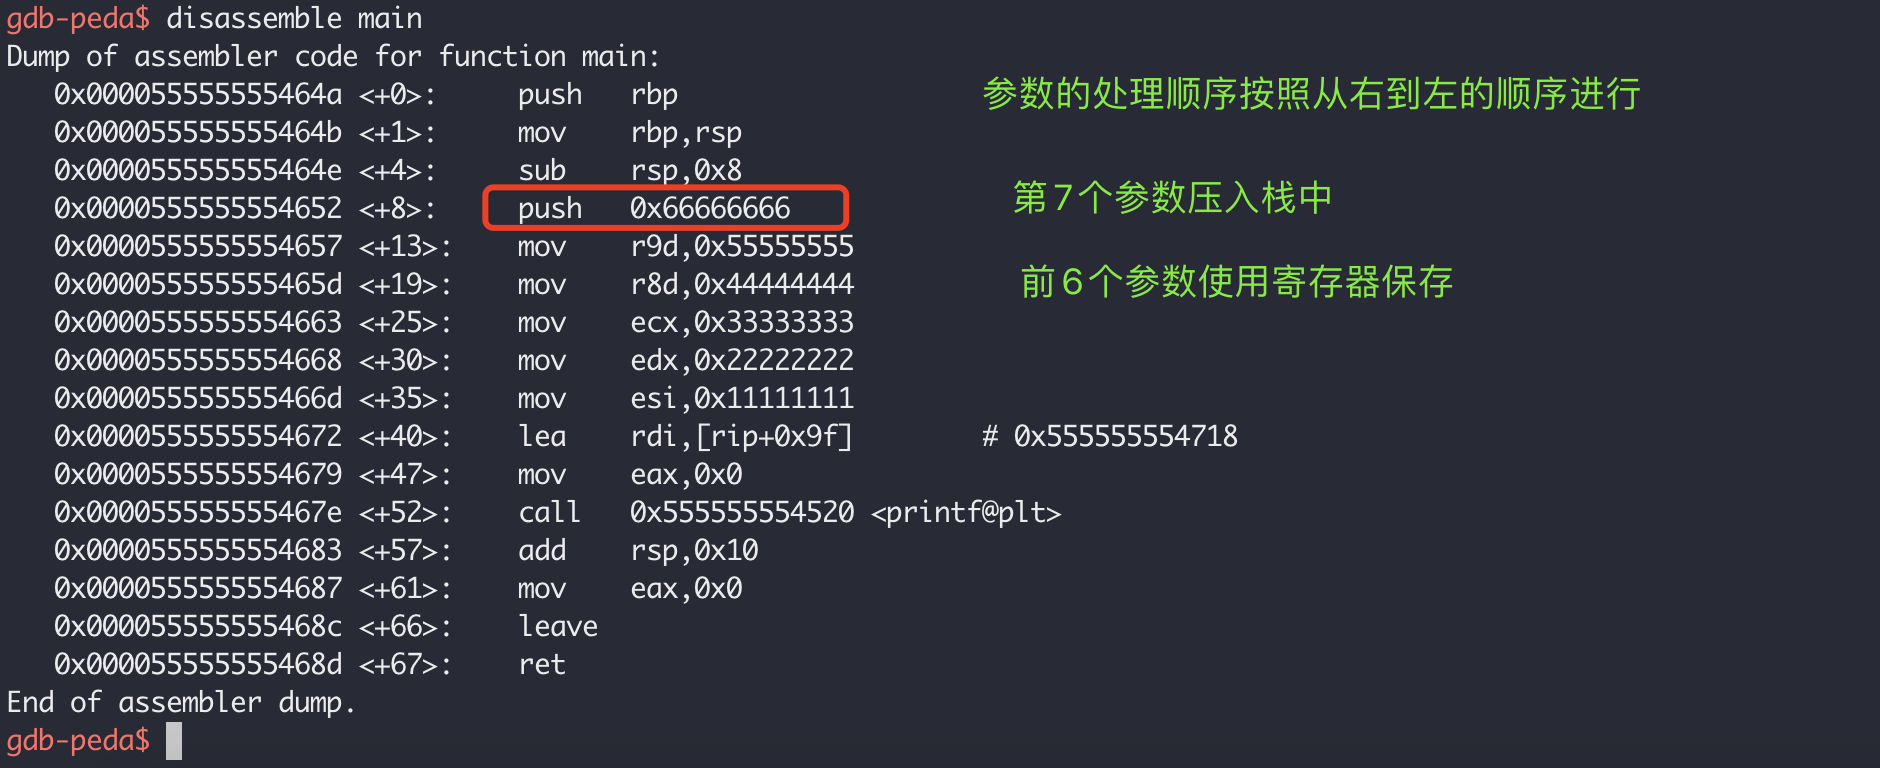 gdb-peda$ disassemble main
Dump of assembler code for function main:
0x000055555555464a <+0>: push rbp 参数的处理顺序按照从右到左的顺序进行
0x000055555555464b <+1>: mov rbp,rsp
0x000055555555464e <+4>: sub rsp,0x8
0x0000555555554652 <+8>: push 0x66666666 第7个参数压入栈中
0x0000555555554657 <+13>: mov r9d,0x55555555
0x000055555555465d <+19>: mov r8d,0x44444444 前6个参数使用寄存器保存
0x0000555555554663 <+25>: mov ecx,0x33333333
0x0000555555554668 <+30>: mov edx,0x22222222
0x000055555555466d <+35>: mov esi,0x11111111
0x0000555555554672 <+40>: lea rdi,[rip+0x9f] # 0x555555554718
0x0000555555554679 <+47>: mov eax,0x0
0x000055555555467e <+52>: call 0x555555554520 <printf@plt>
0x0000555555554683 <+57>: add rsp,0x10
0x0000555555554687 <+61>: mov eax,0x0
0x000055555555468c <+66>: leave
0x000055555555468d <+67>: ret
End of assembler dump.
gdb-peda$